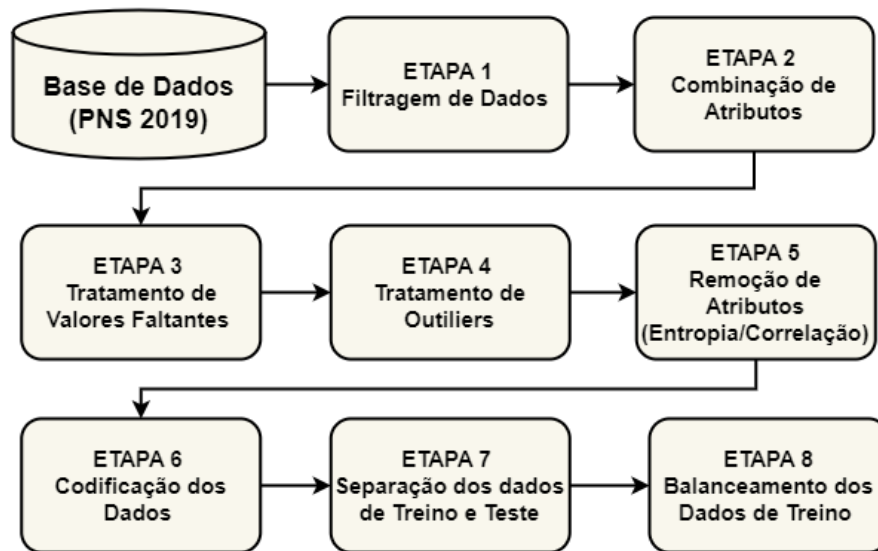 Base de Dados
(PNS 2019)
ETAPA 1
Filtragem de Dados
ETAPA 2
Combinação de
Atributos
ETAPA 3
Tratamento de
Valores Faltantes
ETAPA 4
Tratamento de
Outiliers
ETAPA 5
Remoção de
Atributos
(Entropia/Correlação)
ETAPA 6
Codificação dos
Dados
ETAPA 7
Separação dos dados
de Treino e Teste
ETAPA 8
Balanceamento dos
Dados de Treino